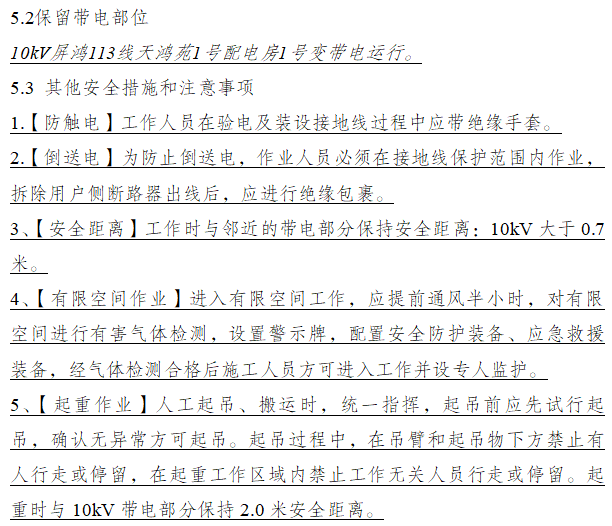 5.2保留带电部位
10kV屏鸿113线天鸿苑1号配电房1号变带电运行。
5.3 其他安全措施和注意事项
1.【防触电】工作人员在验电及装设接地线过程中应带绝缘手套。
2.【倒送电】为防止倒送电，作业人员必须在接地线保护范围内作业，
拆除用户侧断路器出线后，应进行绝缘包裹。
3、【安全距离】工作时与邻近的带电部分保持安全距离：10kV 大于 0.7
米。
4、【有限空间作业】进入有限空间工作，应提前通风半小时，对有限
空间进行有害气体检测，设置警示牌，配置安全防护装备、应急救援
装备，经气体检测合格后施工人员方可进入工作并设专人监护。
5、【起重作业】人工起吊、搬运时，统一指挥，起吊前应先试行起
吊，确认无异常方可起吊。起吊过程中，在吊臂和起吊物下方禁止有
人行走或停留，在起重工作区域内禁止工作无关人员行走或停留。起
重时与 10kV 带电部分保持 2.0 米安全距离。